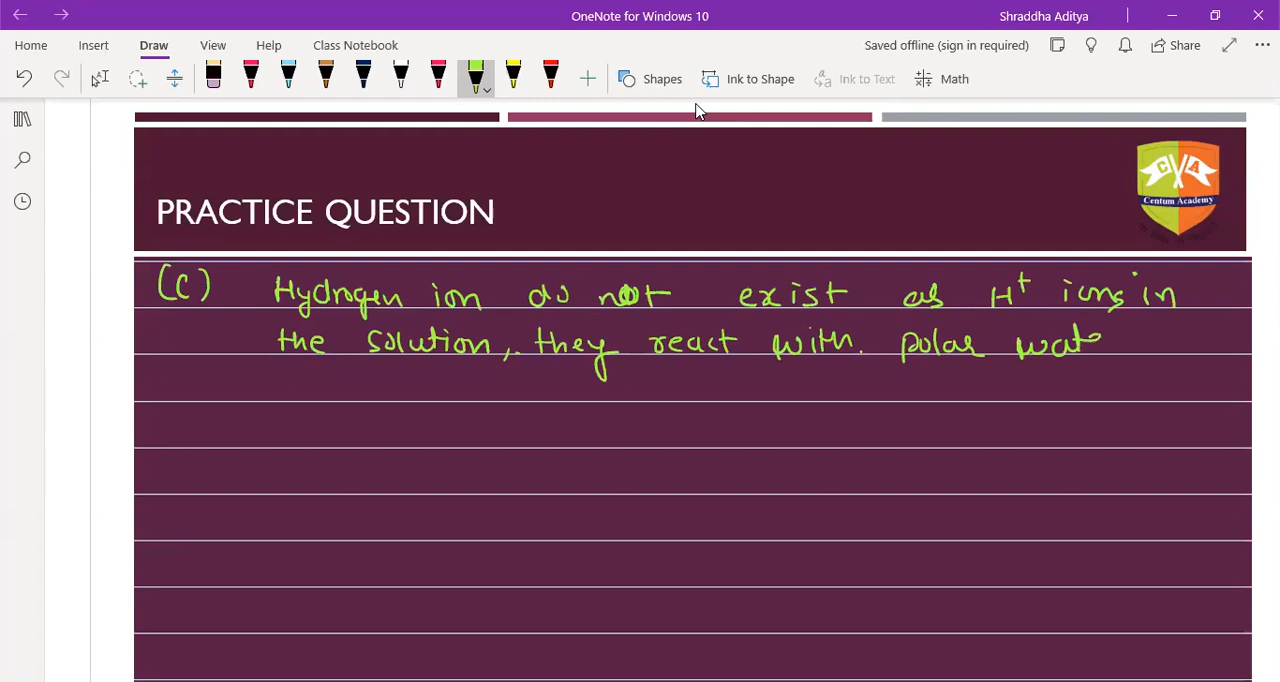 OneNote for Windows 10
Shraddha Aditya
Home Insert Draw View Help Class Notebook
Saved offline (sign in required) Share
Shapes Ink to Shape Ink to Text Math
PRACTICE QUESTION
C A
Centum Academy
(C) Hydrogen ion do not exist as H+ ions in
the solution, they react with polar wat